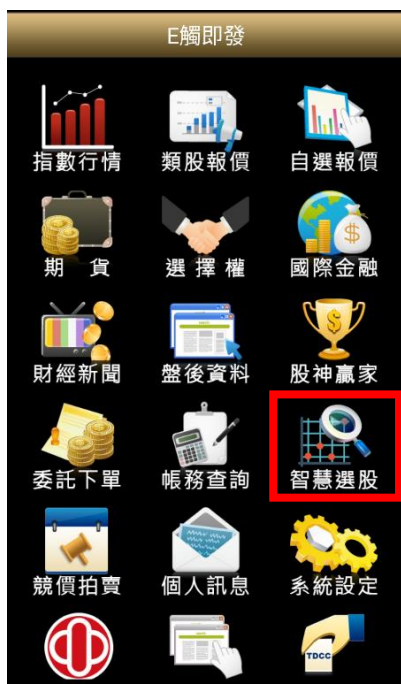 E觸即發
指數行情 類股報價 自選報價
期 貨 選擇權 國際金融
財經新聞 盤後資料 股神贏家
委託下單 帳務查詢 智慧選股
競價拍賣 個人訊息 系統設定
TDCC